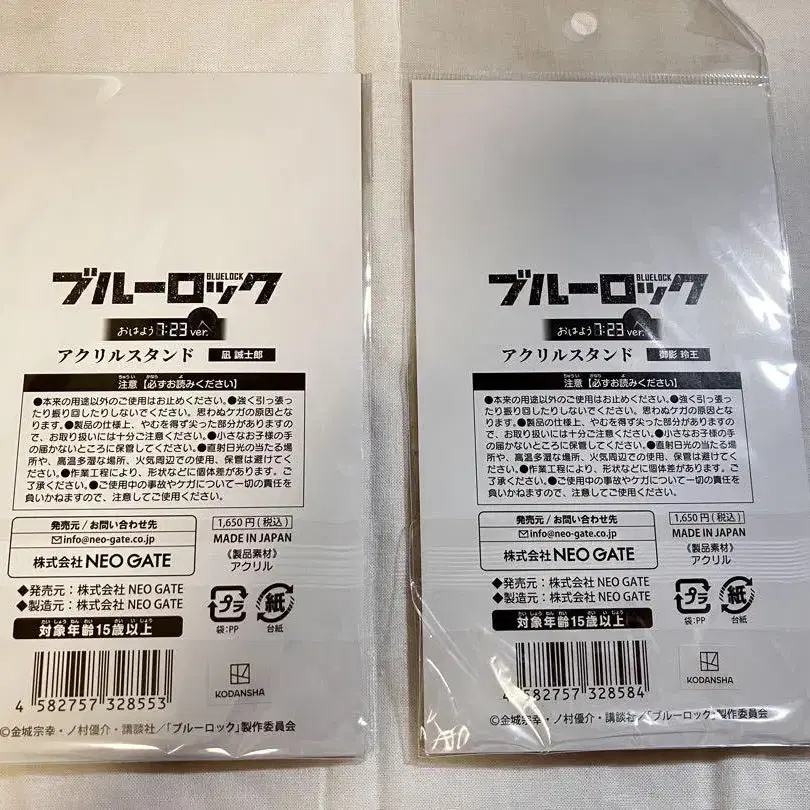 ブルーロック
BLUELOCK
おはよう 7:23 ver.
アクリルスタンド 凪 誠士郎
注意【必ずお読みください】
●本来の用途以外のご使用はお止めください。●強く引っ張っ
たり振り回したりしないでください。思わぬケガの原因とな
ります。●製品の仕様上、やむを得ず尖った部分がありますの
で、お取り扱いには十分ご注意ください。●小さなお子様の手
の届かないところに保管してください。●直射日光の当たる場
所や、高温多湿な場所、火気周辺での使用、保管は避けてくだ
さい。●作業工程により、形状などに個体差があります。ご
了承ください。●ご使用中の事故やケガについて一切の責任を
負いかねますので、注意してご使用ください。
発売元 / お問い合わせ先
info@neo-gate.co.jp
株式会社 NEO GATE
1,650円(税込)
MADE IN JAPAN
《製品素材》
アクリル
◆発売元：株式会社 NEO GATE
◆製造元：株式会社 NEO GATE
対象年齢15歳以上
プラ
袋:PP
紙
台紙
4 582757 328553
KODANSHA
©金城宗幸・ノ村優介・講談社／「ブルーロック」製作委員会
ブルーロック
BLUELOCK
おはよう 7:23 ver.
アクリルスタンド 御影 玲王
注意【必ずお読みください】
●本来の用途以外のご使用はお止めください。●強く引っ張っ
たり振り回したりしないでください。思わぬケガの原因とな
ります。●製品の仕様上、やむを得ず尖った部分がありますの
で、お取り扱いには十分ご注意ください。●小さなお子様の手
の届かないところに保管してください。●直射日光の当たる場
所や、高温多湿な場所、火気周辺での使用、保管は避けてくだ
さい。●作業工程により、形状などに個体差があります。ご
了承ください。●ご使用中の事故やケガについて一切の責任を
負いかねますので、注意してご使用ください。
発売元 / お問い合わせ先
info@neo-gate.co.jp
株式会社 NEO GATE
1,650円(税込)
MADE IN JAPAN
《製品素材》
アクリル
◆発売元：株式会社 NEO GATE
◆製造元：株式会社 NEO GATE
対象年齢15歳以上
プラ
袋:PP
紙
台紙
4 582757 328584
KODANSHA
©金城宗幸・ノ村優介・講談社／「ブルーロック」製作委員会